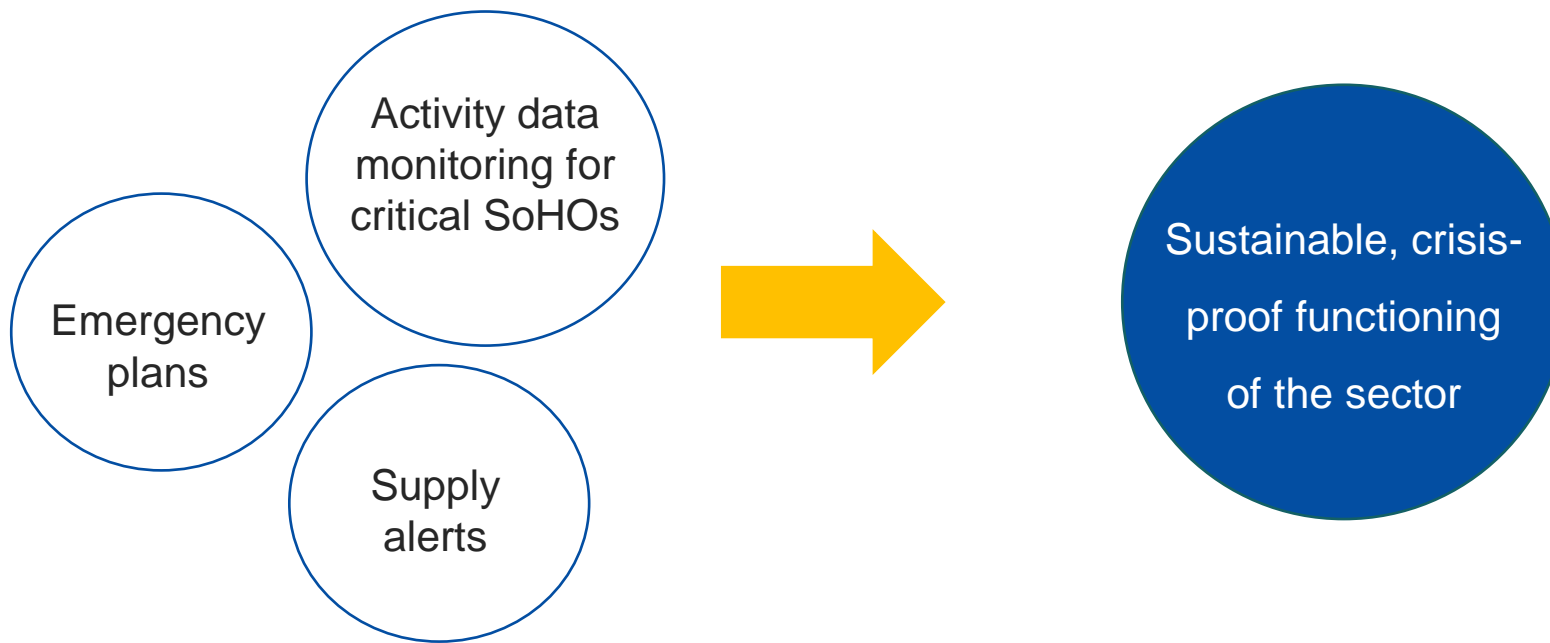 Activity data
monitoring for
critical SoHOs
Emergency
plans
Supply
alerts
Sustainable, crisis-
proof functioning
of the sector